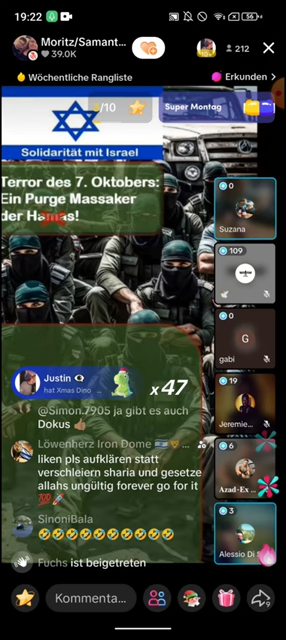 19:22
56
Moritz/Samant...
39.0K
212
Wöchentliche Rangliste
Erkunden >
/10
Super Montag
Solidarität mit Israel
Terror des 7. Oktobers:
Ein Purge Massaker
der Hamas!
0
Suzana
109
0
G
gabi
19
Jeremie...
6
Azad-Ex
3
Alessio Di
Justin
hat Xmas Dino
x47
@Simon.7905 ja gibt es auch
Dokus 👍🏽
Löwenherz Iron Dome 🇮🇱
liken pls aufklären statt
verschleiern sharia und gesetze
allahs ungültig forever go for it
💯🚀
SinoniBala
🤣🤣🤣🤣🤣🤣🤣🤣🤣
Fuchs ist beigetreten
Kommenta...
9